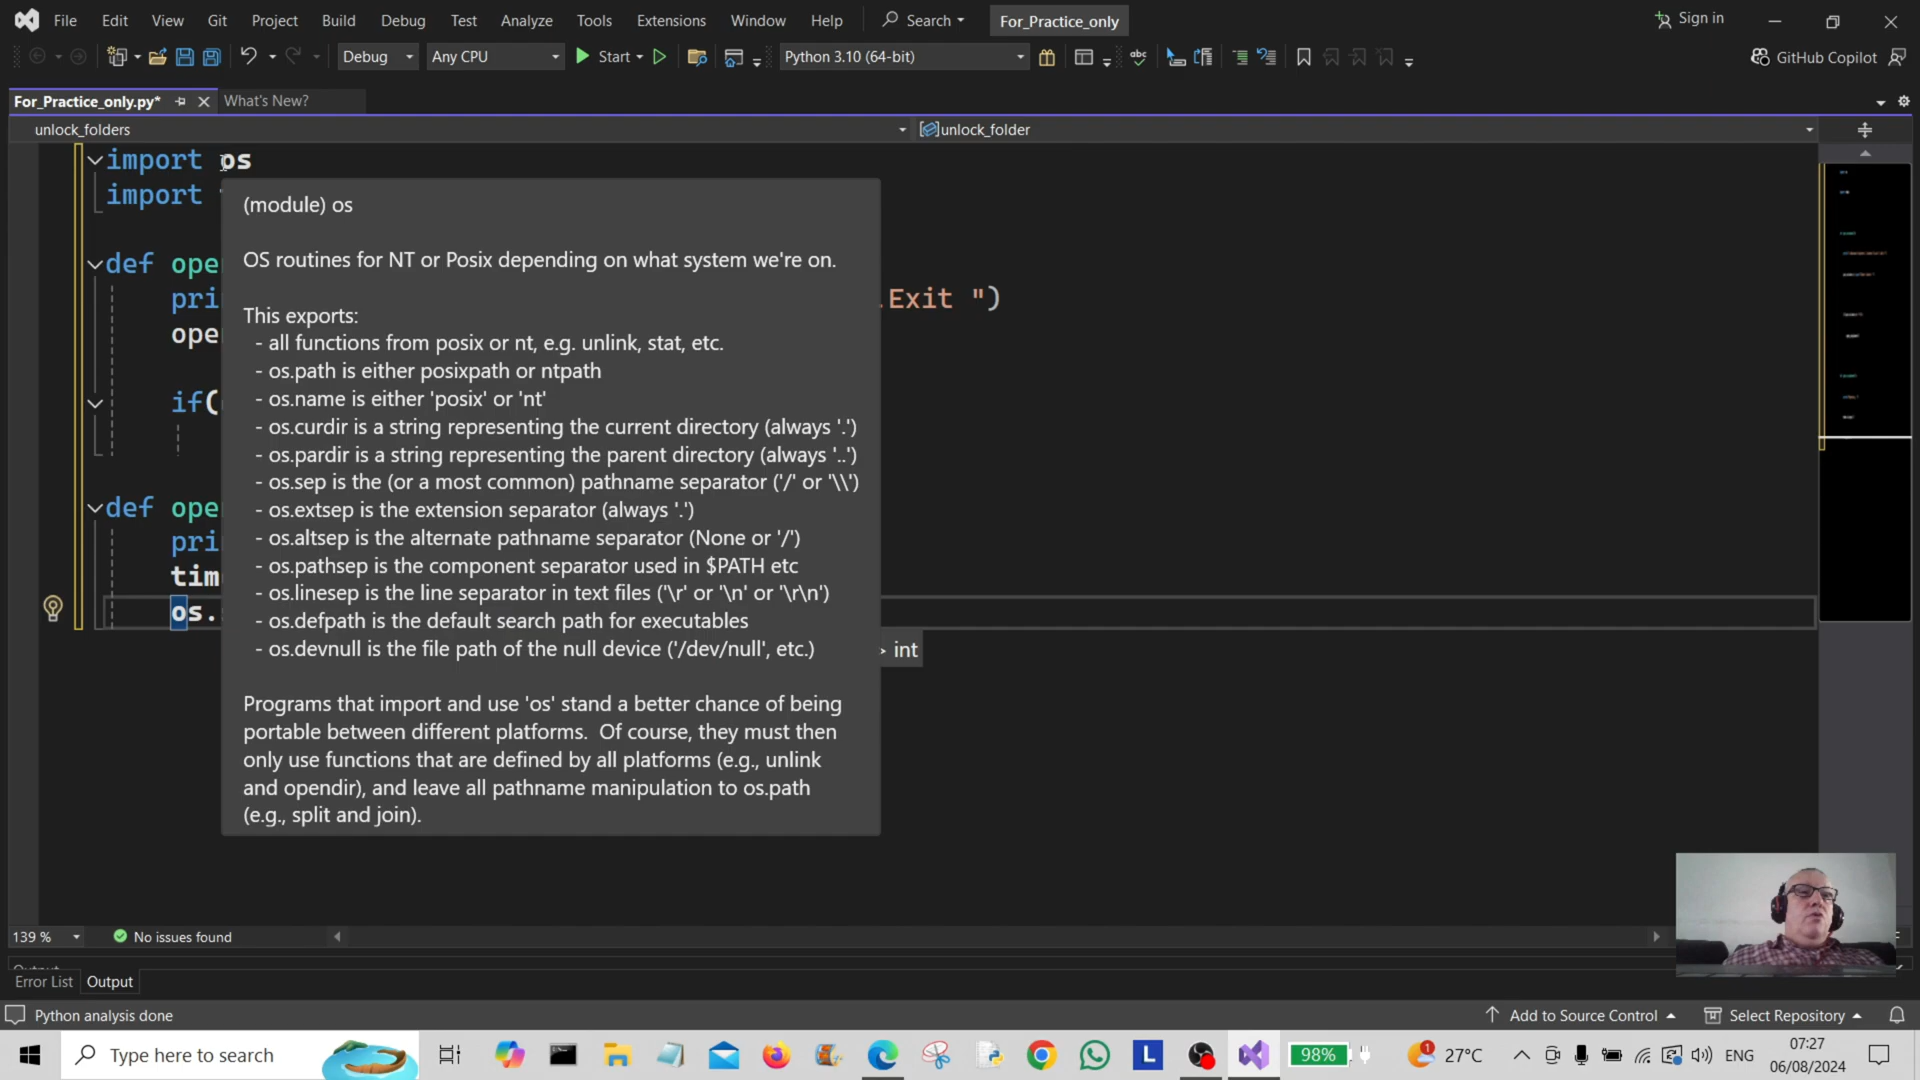 File Edit View Git Project Build Debug Test Analyze Tools Extensions Window Help Search For_Practice_only Sign in
Debug Any CPU Start Python 3.10 (64-bit) abc GitHub Copilot
For_Practice_only.py* What's New?
unlock_folders unlock_folder
import os
import
(module) os
OS routines for NT or Posix depending on what system we're on.
def ope
pri .Exit ")
This exports:
ope
- all functions from posix or nt, e.g. unlink, stat, etc.
- os.path is either posixpath or ntpath
if(
- os.name is either 'posix' or 'nt'
- os.curdir is a string representing the current directory (always '.')
- os.pardir is a string representing the parent directory (always '..')
- os.sep is the (or a most common) pathname separator ('/' or '\\')
def ope
- os.extsep is the extension separator (always '.')
pri
- os.altsep is the alternate pathname separator (None or '/')
- os.pathsep is the component separator used in $PATH etc
tim
- os.linesep is the line separator in text files ('\r' or '\n' or '\r\n')
os.
- os.defpath is the default search path for executables
- os.devnull is the file path of the null device ('/dev/null', etc.)
> int
Programs that import and use 'os' stand a better chance of being
portable between different platforms.  Of course, they must then
only use functions that are defined by all platforms (e.g., unlink
and opendir), and leave all pathname manipulation to os.path
(e.g., split and join).
139 % No issues found
Output
Error List Output
Python analysis done Add to Source Control Select Repository
Type here to search L 98% 1 27°C ENG 07:27
06/08/2024